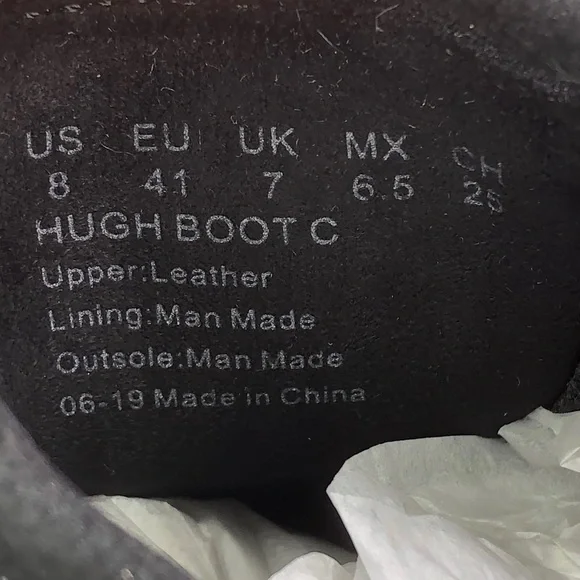 US EU UK MX CH
8 41 7 6.5
HUGH BOOT C
Upper:Leather
Lining:Man Made
Outsole:Man Made
06-19 Made in China